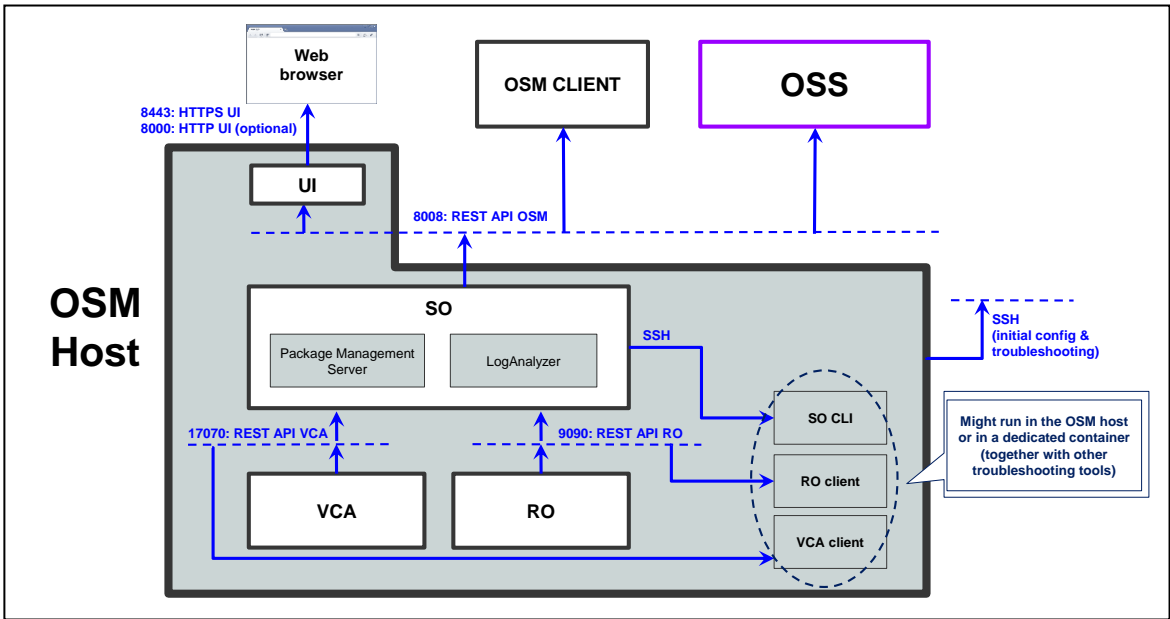 Web
browser
OSM CLIENT
OSS
8443: HTTPS UI
8000: HTTP UI (optional)
UI
8008: REST API OSM
OSM
Host
SO
Package Management
Server
LogAnalyzer
SSH
SSH
(initial config &
troubleshooting)
17070: REST API VCA
9090: REST API RO
SO CLI
RO client
VCA client
Might run in the OSM host
or in a dedicated container
(together with other
troubleshooting tools)
VCA
RO